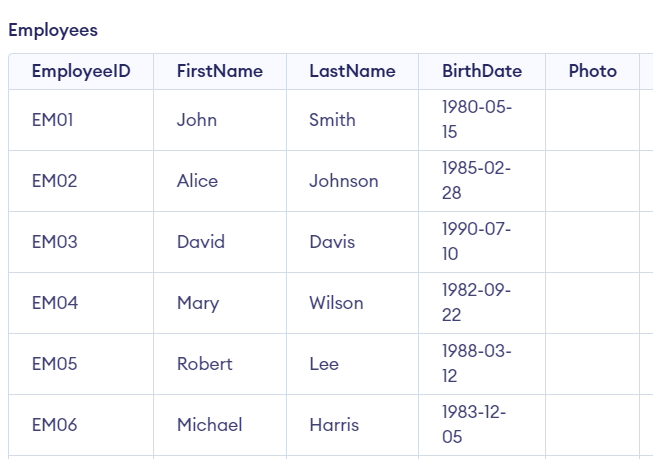 Employees
EmployeeID FirstName LastName BirthDate Photo
EM01 John Smith 1980-05-
15
EM02 Alice Johnson 1985-02-
28
EM03 David Davis 1990-07-
10
EM04 Mary Wilson 1982-09-
22
EM05 Robert Lee 1988-03-
12
EM06 Michael Harris 1983-12-
05